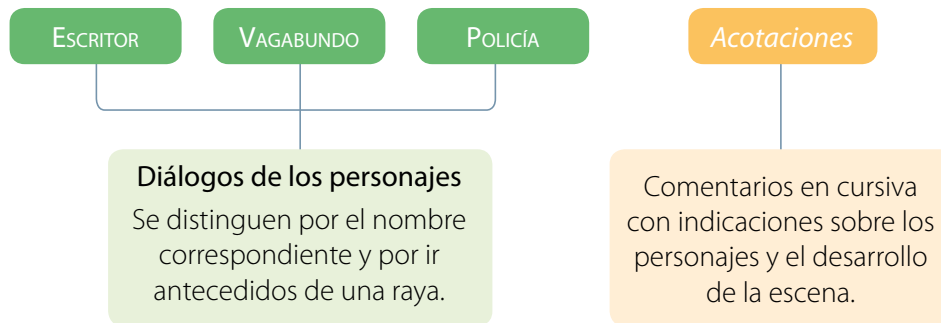 Escritor
Vagabundo
Policía
Acotaciones
Diálogos de los personajes
Se distinguen por el nombre
correspondiente y por ir
antecedidos de una raya.
Comentarios en cursiva
con indicaciones sobre los
personajes y el desarrollo
de la escena.